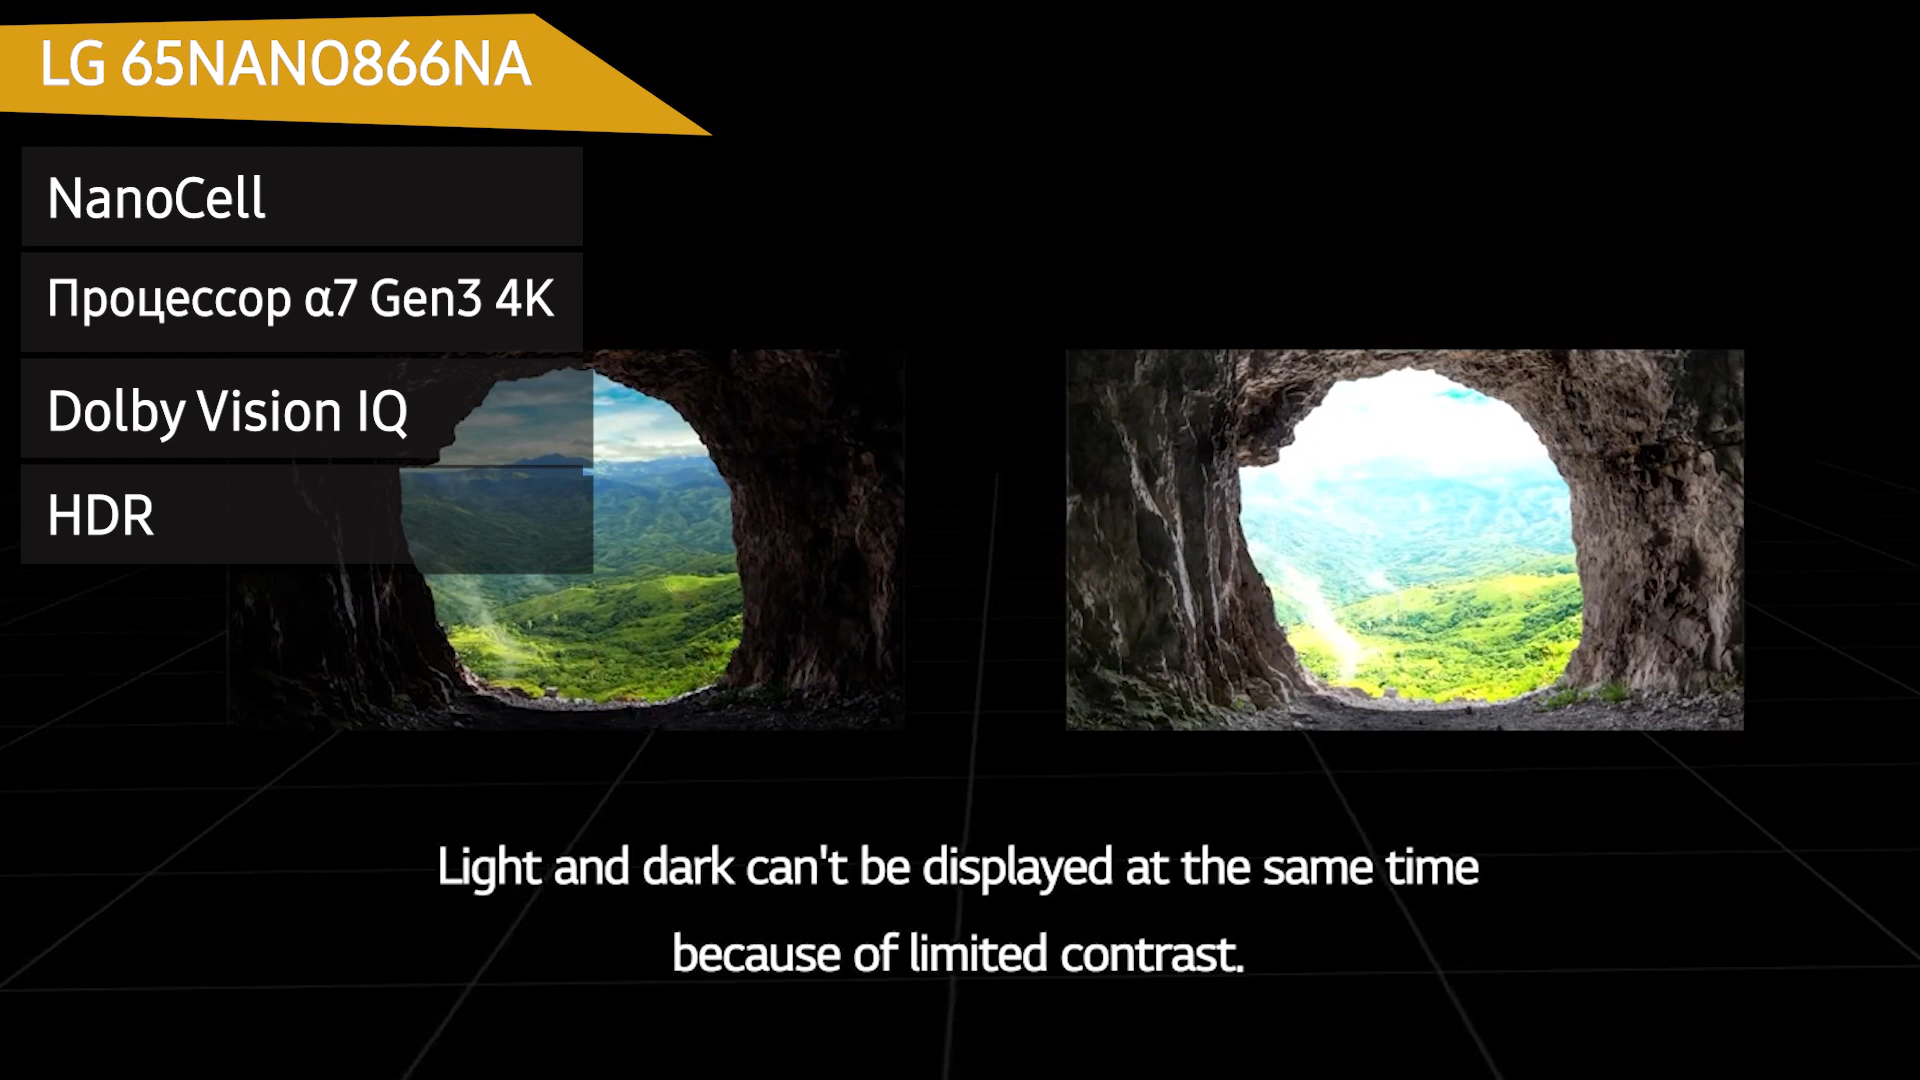 LG 65NANO866NA
NanoCell
Процессор α7 Gen3 4K
Dolby Vision IQ
HDR
Light and dark can't be displayed at the same time
because of limited contrast.